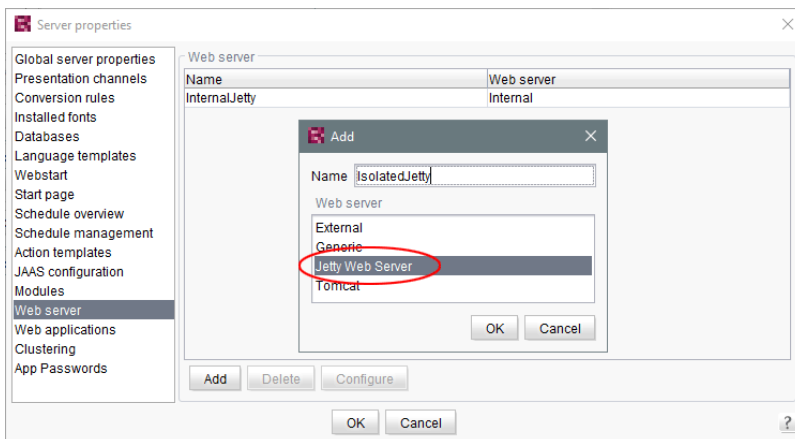 Server properties
Global server properties
Presentation channels
Conversion rules
Installed fonts
Databases
Language templates
Webstart
Start page
Schedule overview
Schedule management
Action templates
JAAS configuration
Modules
Web server
Web applications
Clustering
App Passwords
Web server
Name Web server
InternalJetty Internal
Add
Name IsolatedJetty
Web server
External
Generic
Jetty Web Server
Tomcat
OK Cancel
Add Delete Configure
OK Cancel ?